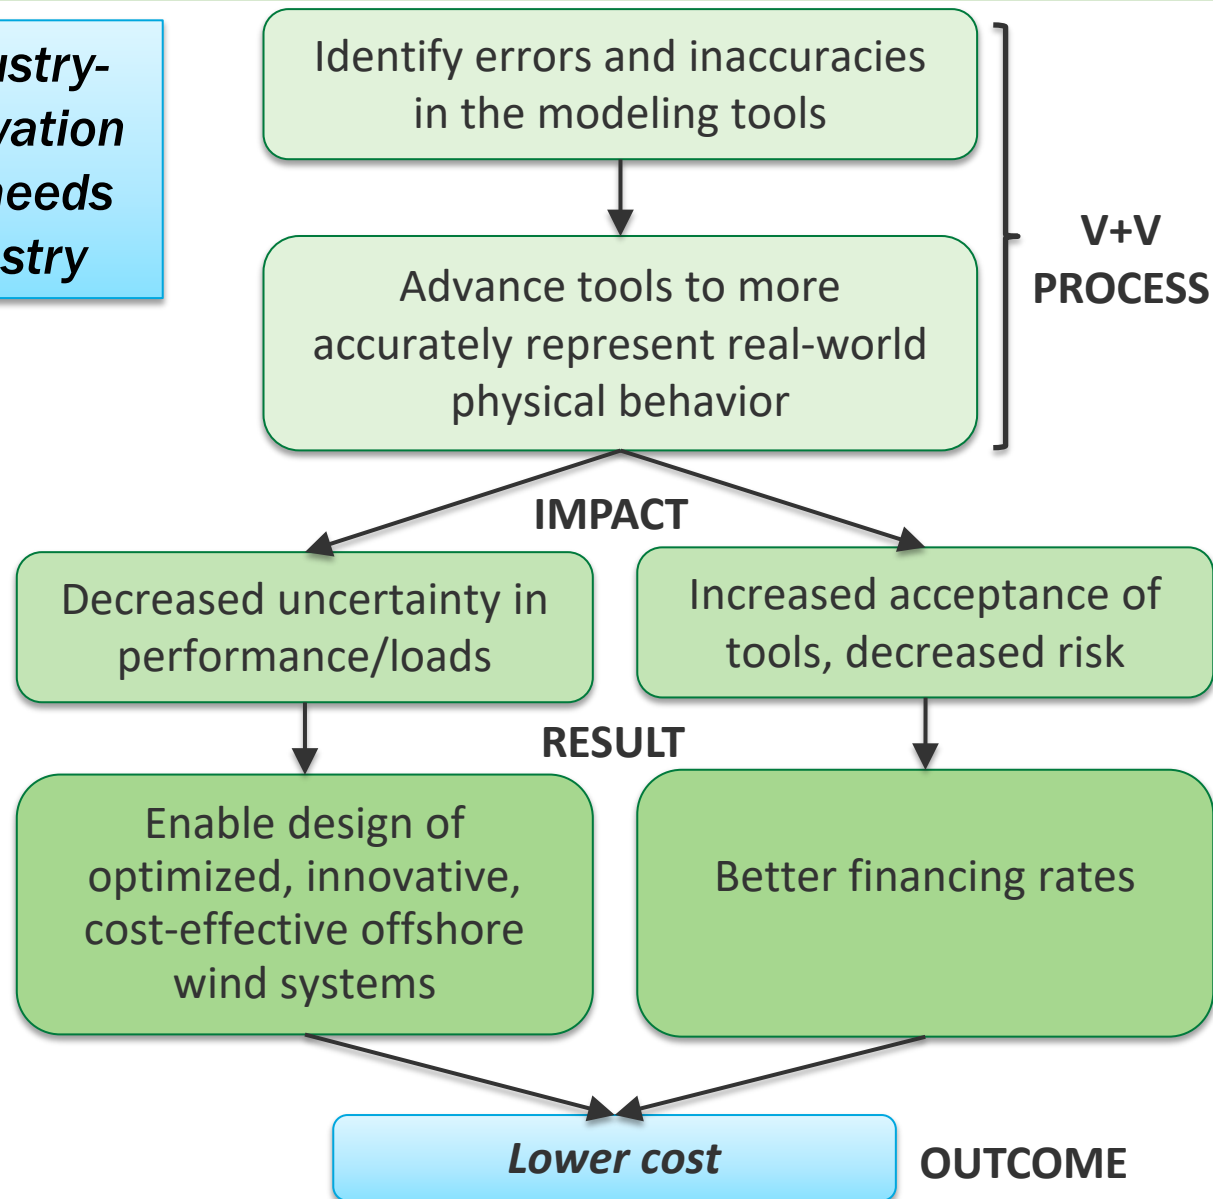 needs
Identify errors and inaccuracies
in the modeling tools
Advance tools to more
accurately represent real-world
physical behavior
V+V
PROCESS
IMPACT
Decreased uncertainty in
performance/loads
Increased acceptance of
tools, decreased risk
RESULT
Enable design of
optimized, innovative,
cost-effective offshore
wind systems
Better financing rates
Lower cost
OUTCOME